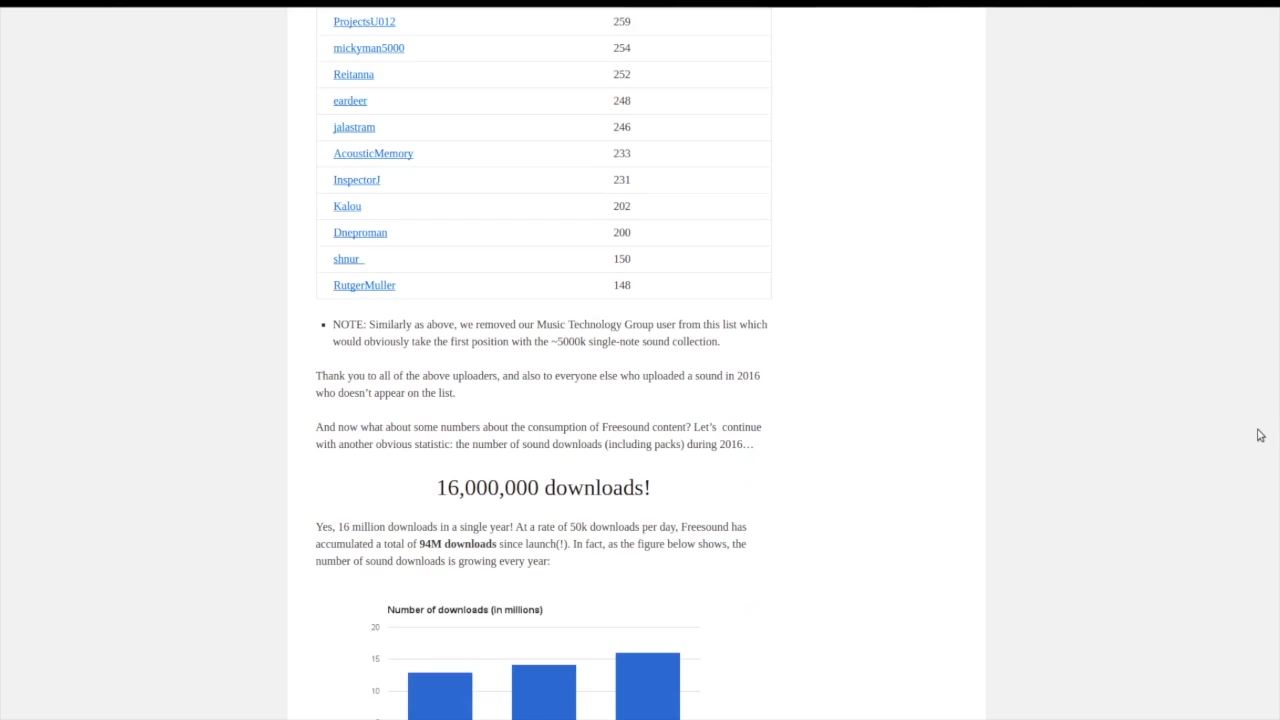 ProjectsU012 259
mickyman5000 254
Reitanna 252
eardeer 248
jalastram 246
AcousticMemory 233
InspectorJ 231
Kalou 202
Dneproman 200
shnur_ 150
RutgerMuller 148
NOTE: Similarly as above, we removed our Music Technology Group user from this list which
would obviously take the first position with the ~5000k single-note sound collection.
Thank you to all of the above uploaders, and also to everyone else who uploaded a sound in 2016
who doesn’t appear on the list.
And now what about some numbers about the consumption of Freesound content? Let’s continue
with another obvious statistic: the number of sound downloads (including packs) during 2016…
16,000,000 downloads!
Yes, 16 million downloads in a single year! At a rate of 50k downloads per day, Freesound has
accumulated a total of 94M downloads since launch(!). In fact, as the figure below shows, the
number of sound downloads is growing every year:
Number of downloads (in millions)
20
15
10